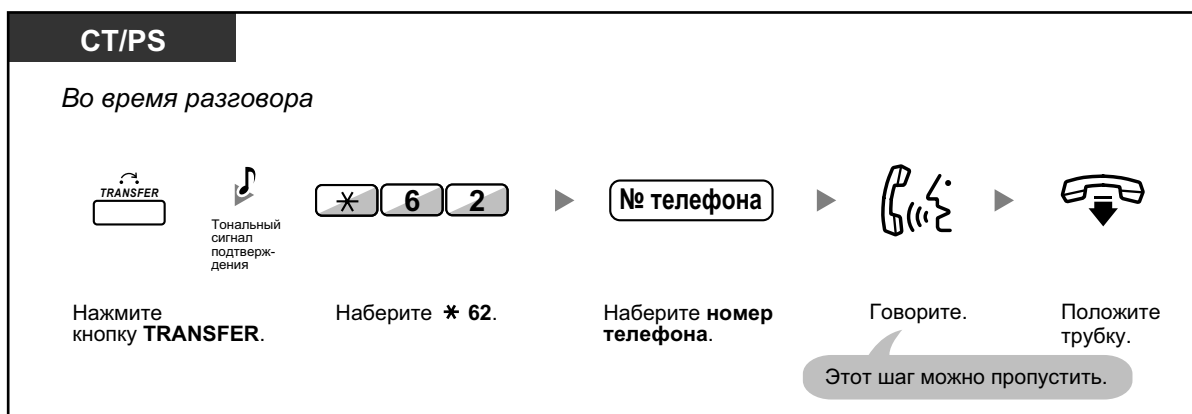 CT/PS
Во время разговора
TRANSFER
Тональный
сигнал
подтверж-
дения
* 6 2
№ телефона
Нажмите
кнопку TRANSFER.
Наберите * 62.
Наберите номер
телефона.
Говорите.
Положите
трубку.
Этот шаг можно пропустить.